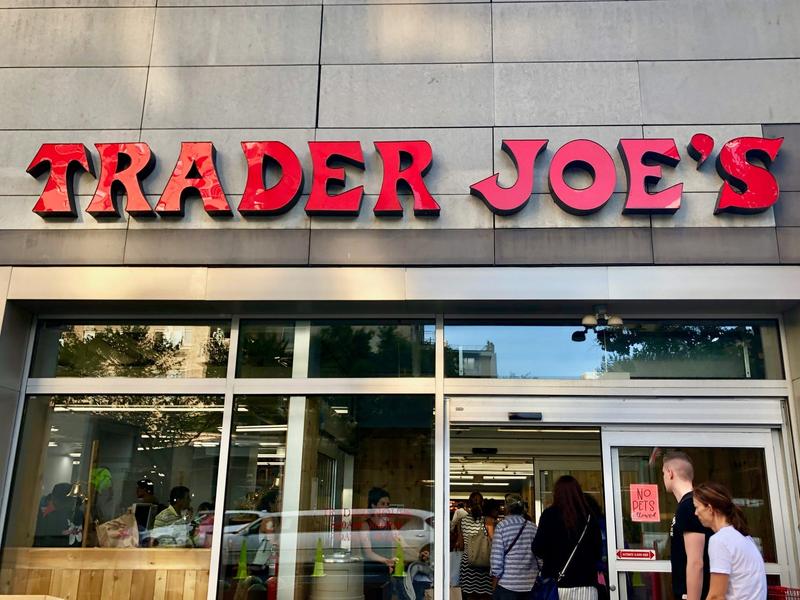 TRADER JOE'S
NO
PETS
allowed